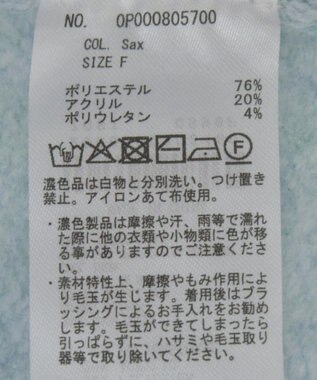 NO. 0P000805700
COL. Sax
SIZE F
ポリエステル 76%
アクリル 20%
ポリウレタン 4%
濃色品は白物と分別洗い。つけ置き
禁止。アイロンあて布使用。
・濃色製品は摩擦や汗、雨等で濡れ
た際に他の衣類や小物類に色が移
る事がありますのでご注意くださ
い。
・素材特性上、摩擦やもみ作用によ
り毛玉が生じます。着用後はブラ
ッシングによるお手入れをお勧め
します。毛玉ができてしまったら
引っぱらずに、ハサミや毛玉取り
器等で取り除いてください。